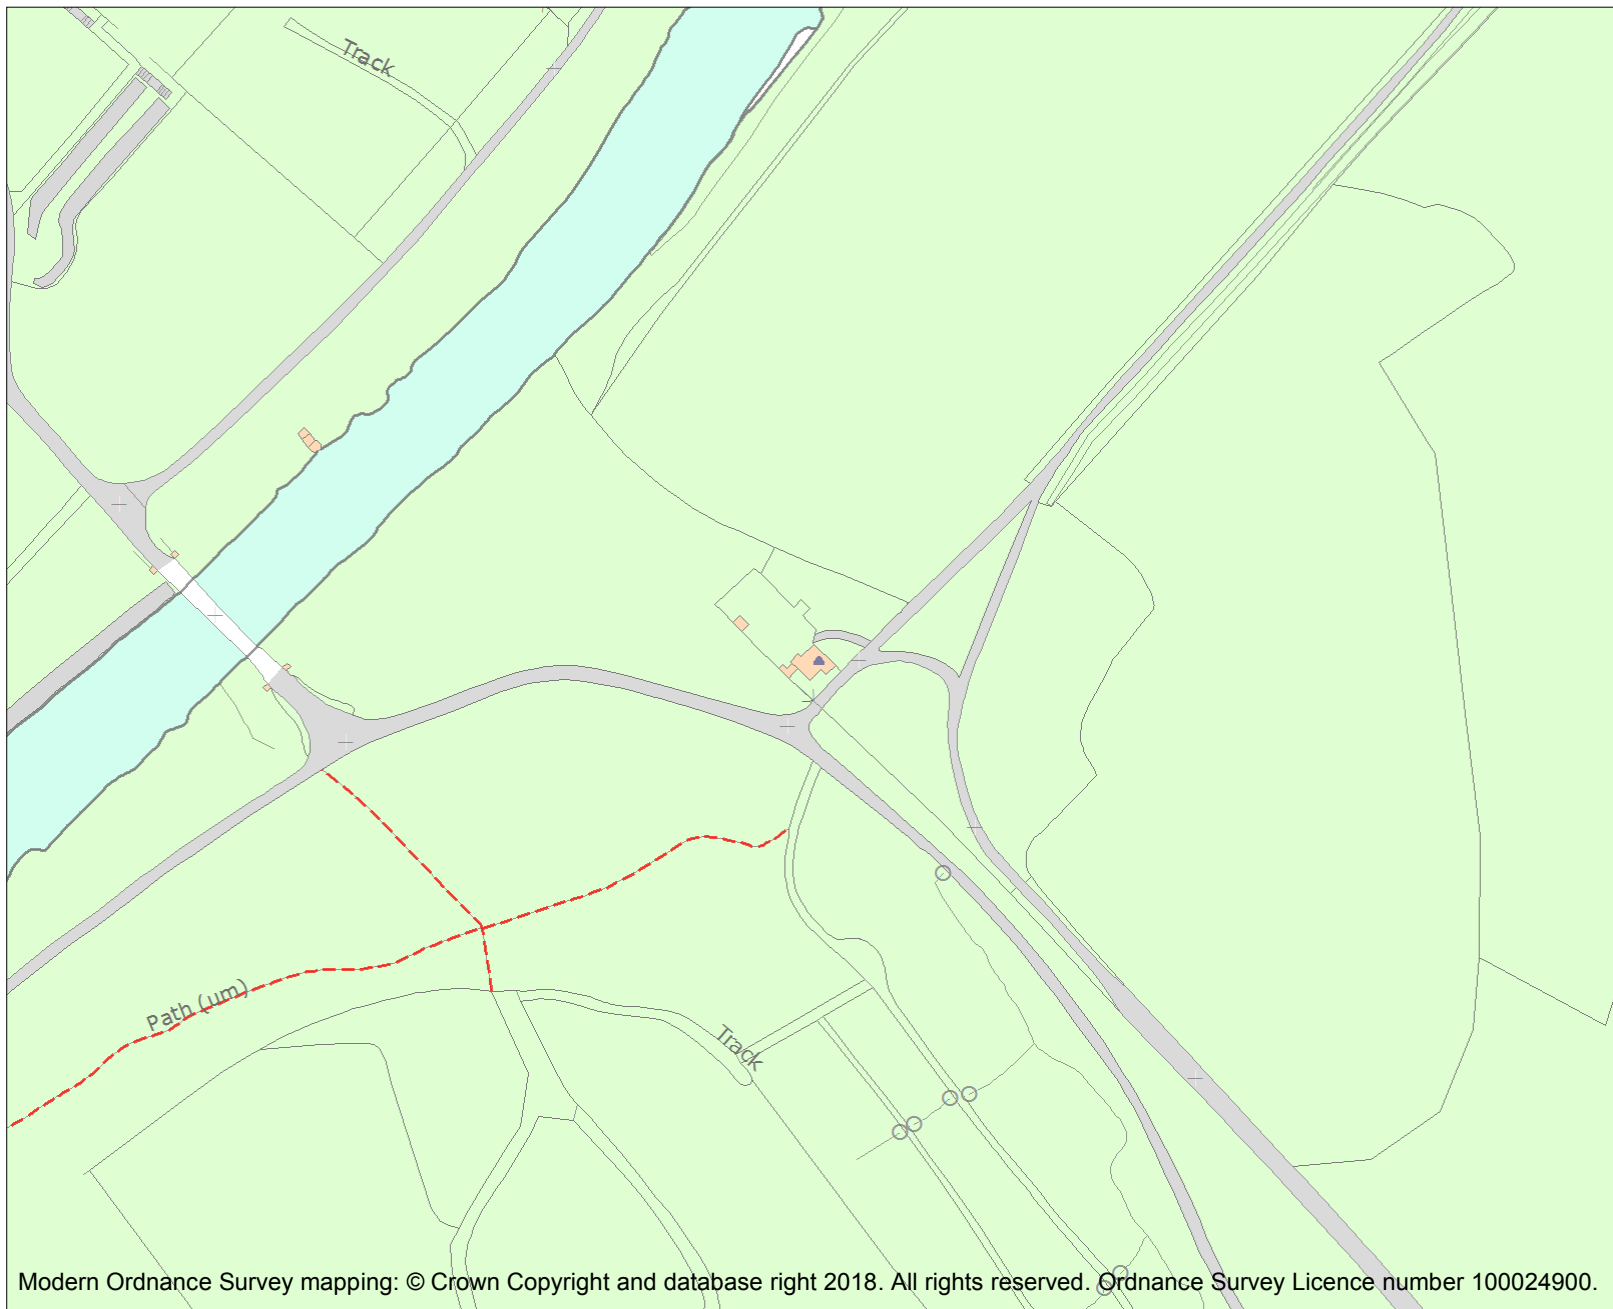 Track
Path (um)
Track
Modern Ordnance Survey mapping: © Crown Copyright and database right 2018. All rights reserved. Ordnance Survey Licence number 100024900.